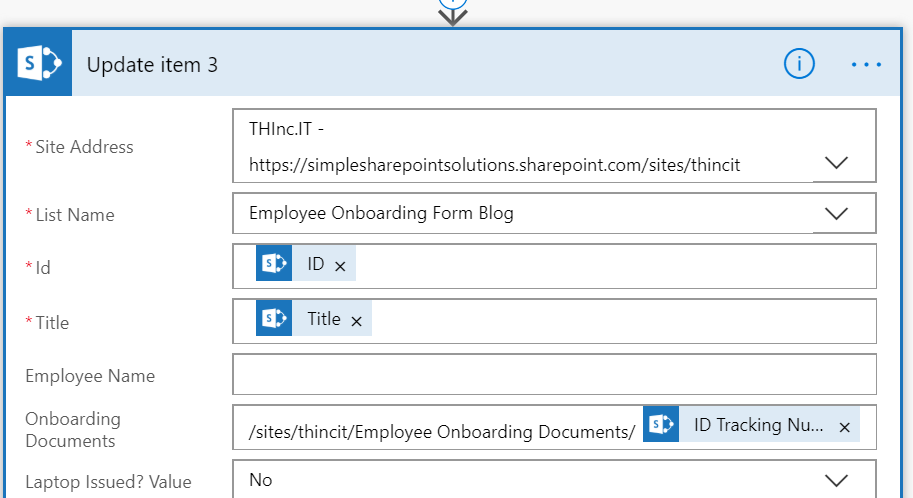 Update item 3
* Site Address
THInc.IT -
https://simplesharepointsolutions.sharepoint.com/sites/thincit
* List Name
Employee Onboarding Form Blog
* Id
ID ×
* Title
Title ×
Employee Name
Onboarding
Documents
/sites/thincit/Employee Onboarding Documents/ ID Tracking Nu... ×
Laptop Issued? Value
No